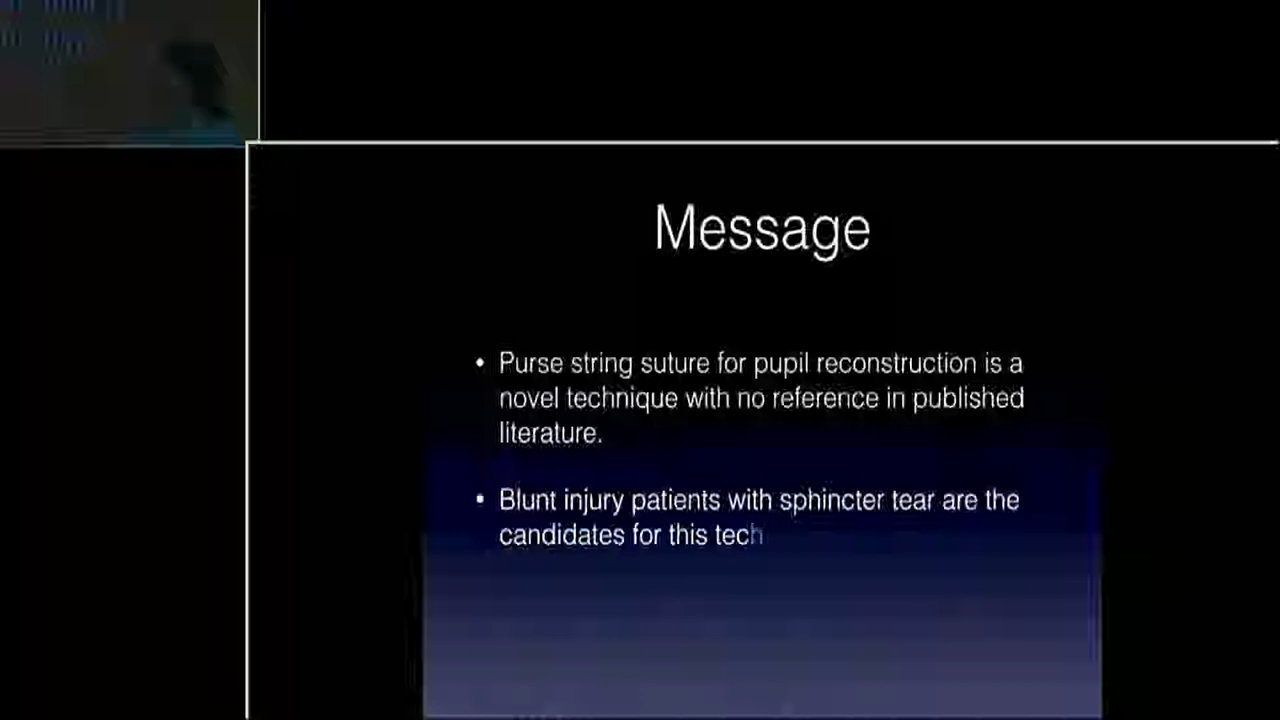 Message
• Purse string suture for pupil reconstruction is a
novel technique with no reference in published
literature.
• Blunt injury patients with sphincter tear are the
candidates for this tech